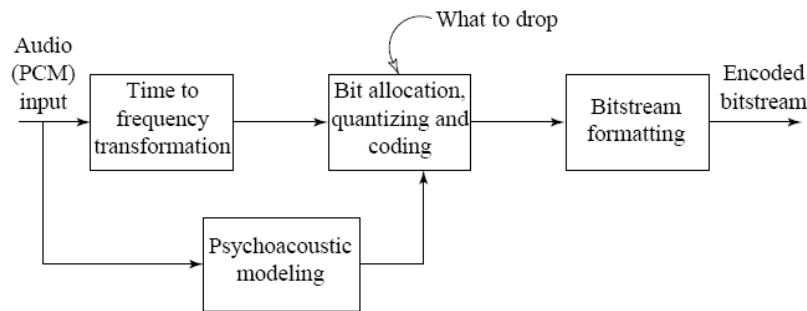 What to drop
Audio
(PCM)
input
Time to
frequency
transformation
Bit allocation,
quantizing and
coding
Bitstream
formatting
Encoded
bitstream
Psychoacoustic
modeling